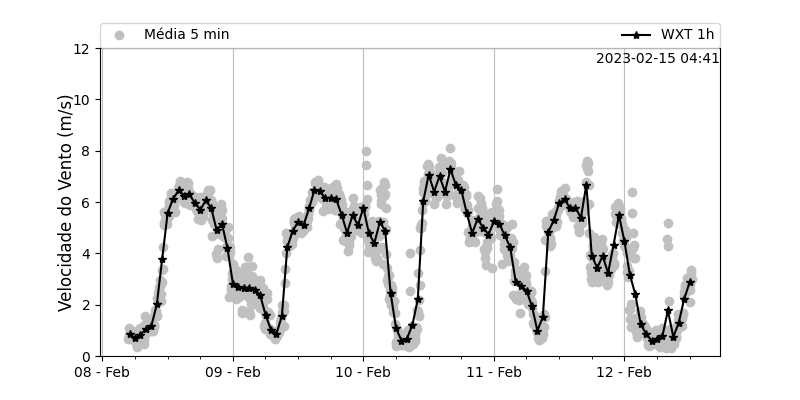 Média 5 min
WXT 1h
2023-02-15 04:41
Velocidade do Vento (m/s)
12
10
8
6
4
2
0
08 - Feb
09 - Feb
10 - Feb
11 - Feb
12 - Feb